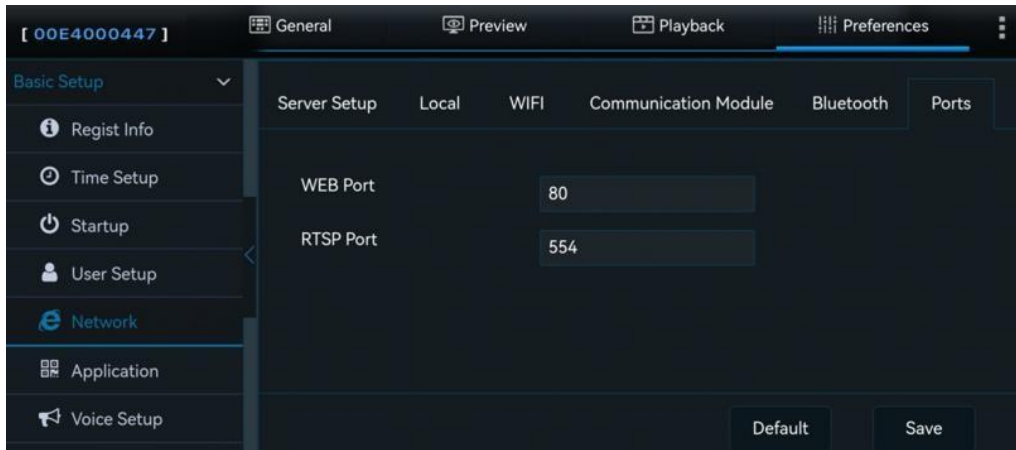 [ 00E4000447 ]
General
Preview
Playback
Preferences
Basic Setup
Regist Info
Time Setup
Startup
User Setup
Network
Application
Voice Setup
Server Setup
Local
WIFI
Communication Module
Bluetooth
Ports
WEB Port
80
RTSP Port
554
Default
Save